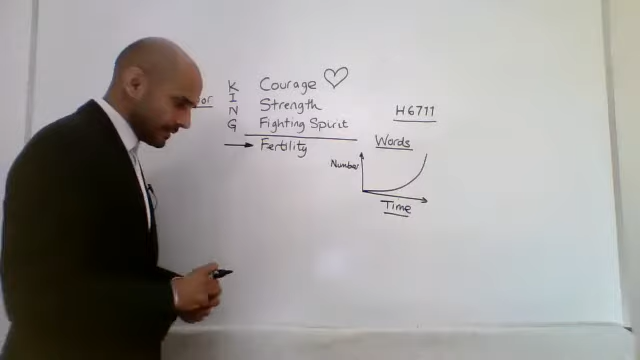 K
I
N
G
Courage
Strength
Fighting Spirit
Fertility
H6711
Words
Number
Time